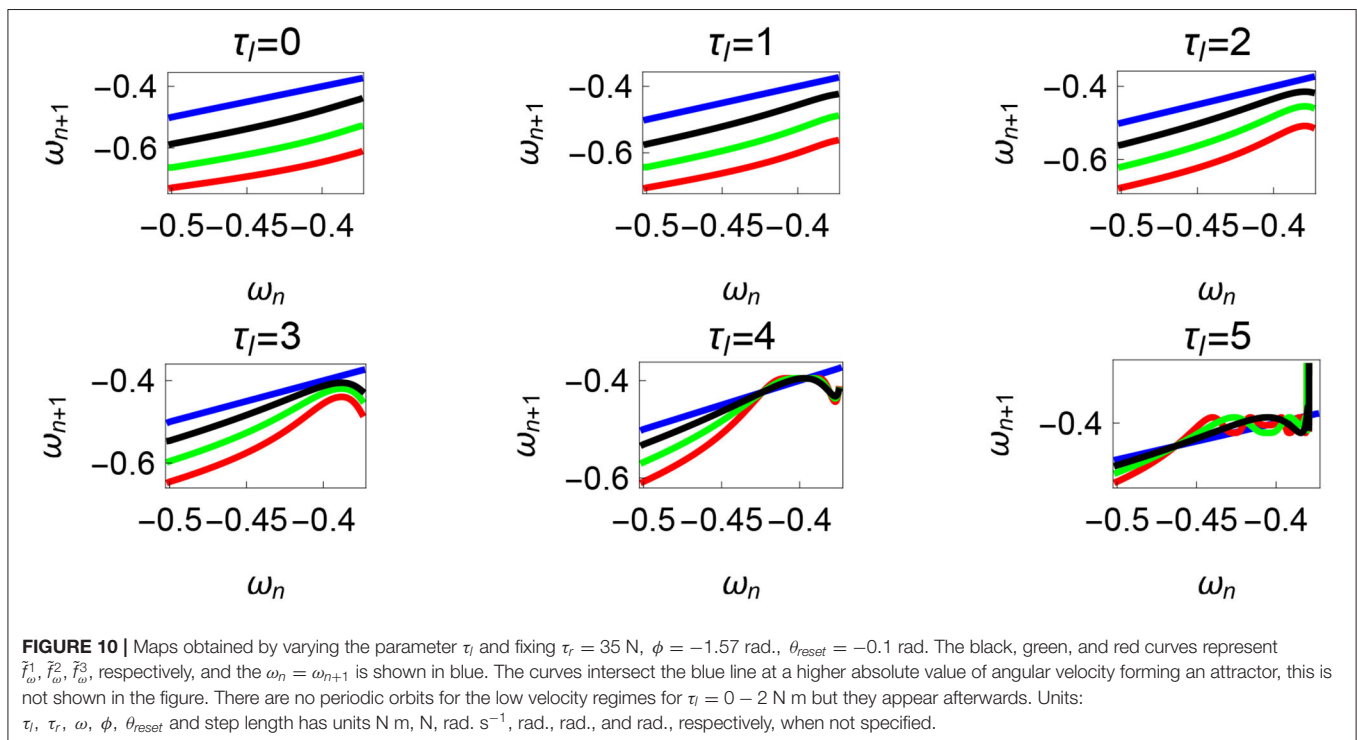 τl=0
τl=1
τl=2
ωn+1
−0.4
−0.6
−0.5 −0.45 −0.4
ωn
ωn+1
−0.4
−0.6
−0.5 −0.45 −0.4
ωn
ωn+1
−0.4
−0.6
−0.5 −0.45 −0.4
ωn
τl=3
τl=4
τl=5
ωn+1
−0.4
−0.6
−0.5 −0.45 −0.4
ωn
ωn+1
−0.4
−0.6
−0.5 −0.45 −0.4
ωn
ωn+1
−0.4
−0.5 −0.45 −0.4
ωn
FIGURE 10 | Maps obtained by varying the parameter τl and fixing τr = 35 N, ϕ = −1.57 rad., θreset = −0.1 rad. The black, green, and red curves represent
f̃¹ω, f̃²ω, f̃³ω, respectively, and the ωn = ωn+1 is shown in blue. The curves intersect the blue line at a higher absolute value of angular velocity forming an attractor, this is
not shown in the figure. There are no periodic orbits for the low velocity regimes for τl = 0 − 2 N m but they appear afterwards. Units:
τl, τr, ω, ϕ, θreset and step length has units N m, N, rad. s⁻¹, rad., rad., and rad., respectively, when not specified.